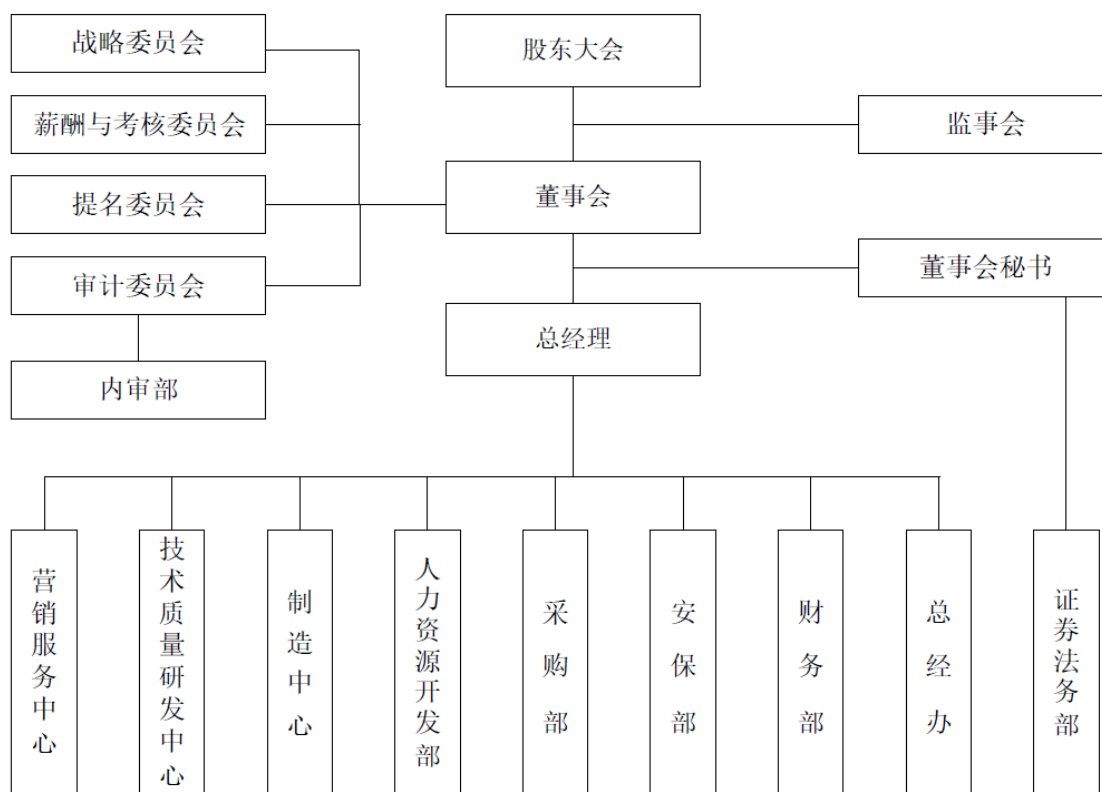 战略委员会
股东大会
薪酬与考核委员会
监事会
提名委员会
董事会
审计委员会
董事会秘书
总经理
内审部
营销服务中心
技术质量研发中心
制造中心
人力资源开发部
采购部
安保部
财务部
总经办
证券法务部